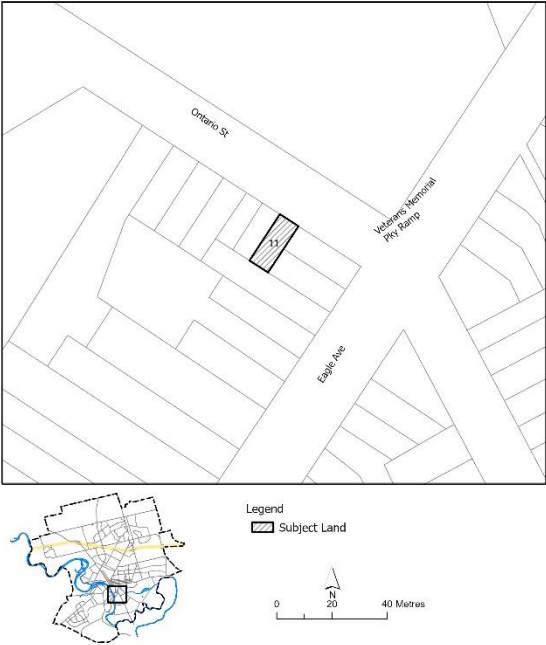 Ontario St
Veterans Memorial
Pky Ramp
11
Eagle Ave
Legend
Subject Land
N
0 20 40 Metres